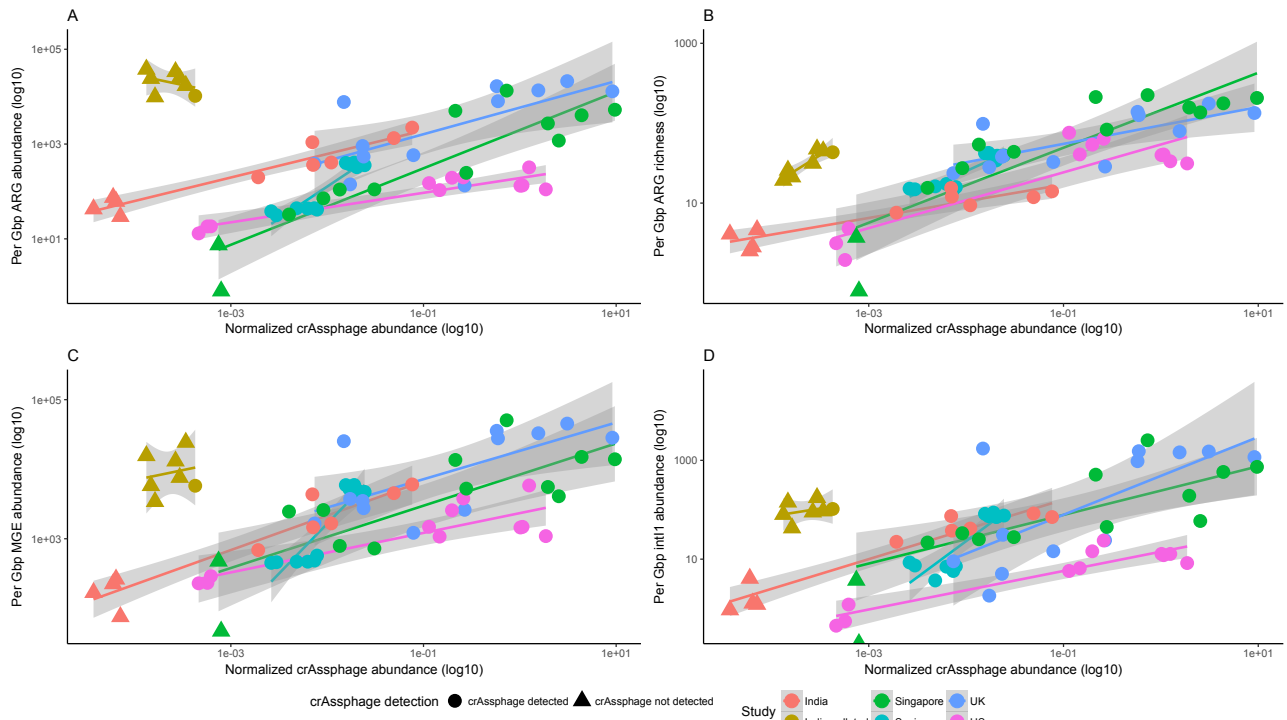 A
B
Per Gbp ARG abundance (log10)
1e+05
1e+03
1e+01
1e-03
1e-01
1e+01
Normalized crAssphage abundance (log10)
Per Gbp ARG richness (log10)
1000
10
1e-03
1e-01
1e+01
Normalized crAssphage abundance (log10)
C
D
Per Gbp MGE abundance (log10)
1e+05
1e+03
1e-03
1e-01
1e+01
Normalized crAssphage abundance (log10)
Per Gbp intI1 abundance (log10)
1000
10
1e-03
1e-01
1e+01
Normalized crAssphage abundance (log10)
crAssphage detection
crAssphage detected
crAssphage not detected
Study
India
Singapore
UK